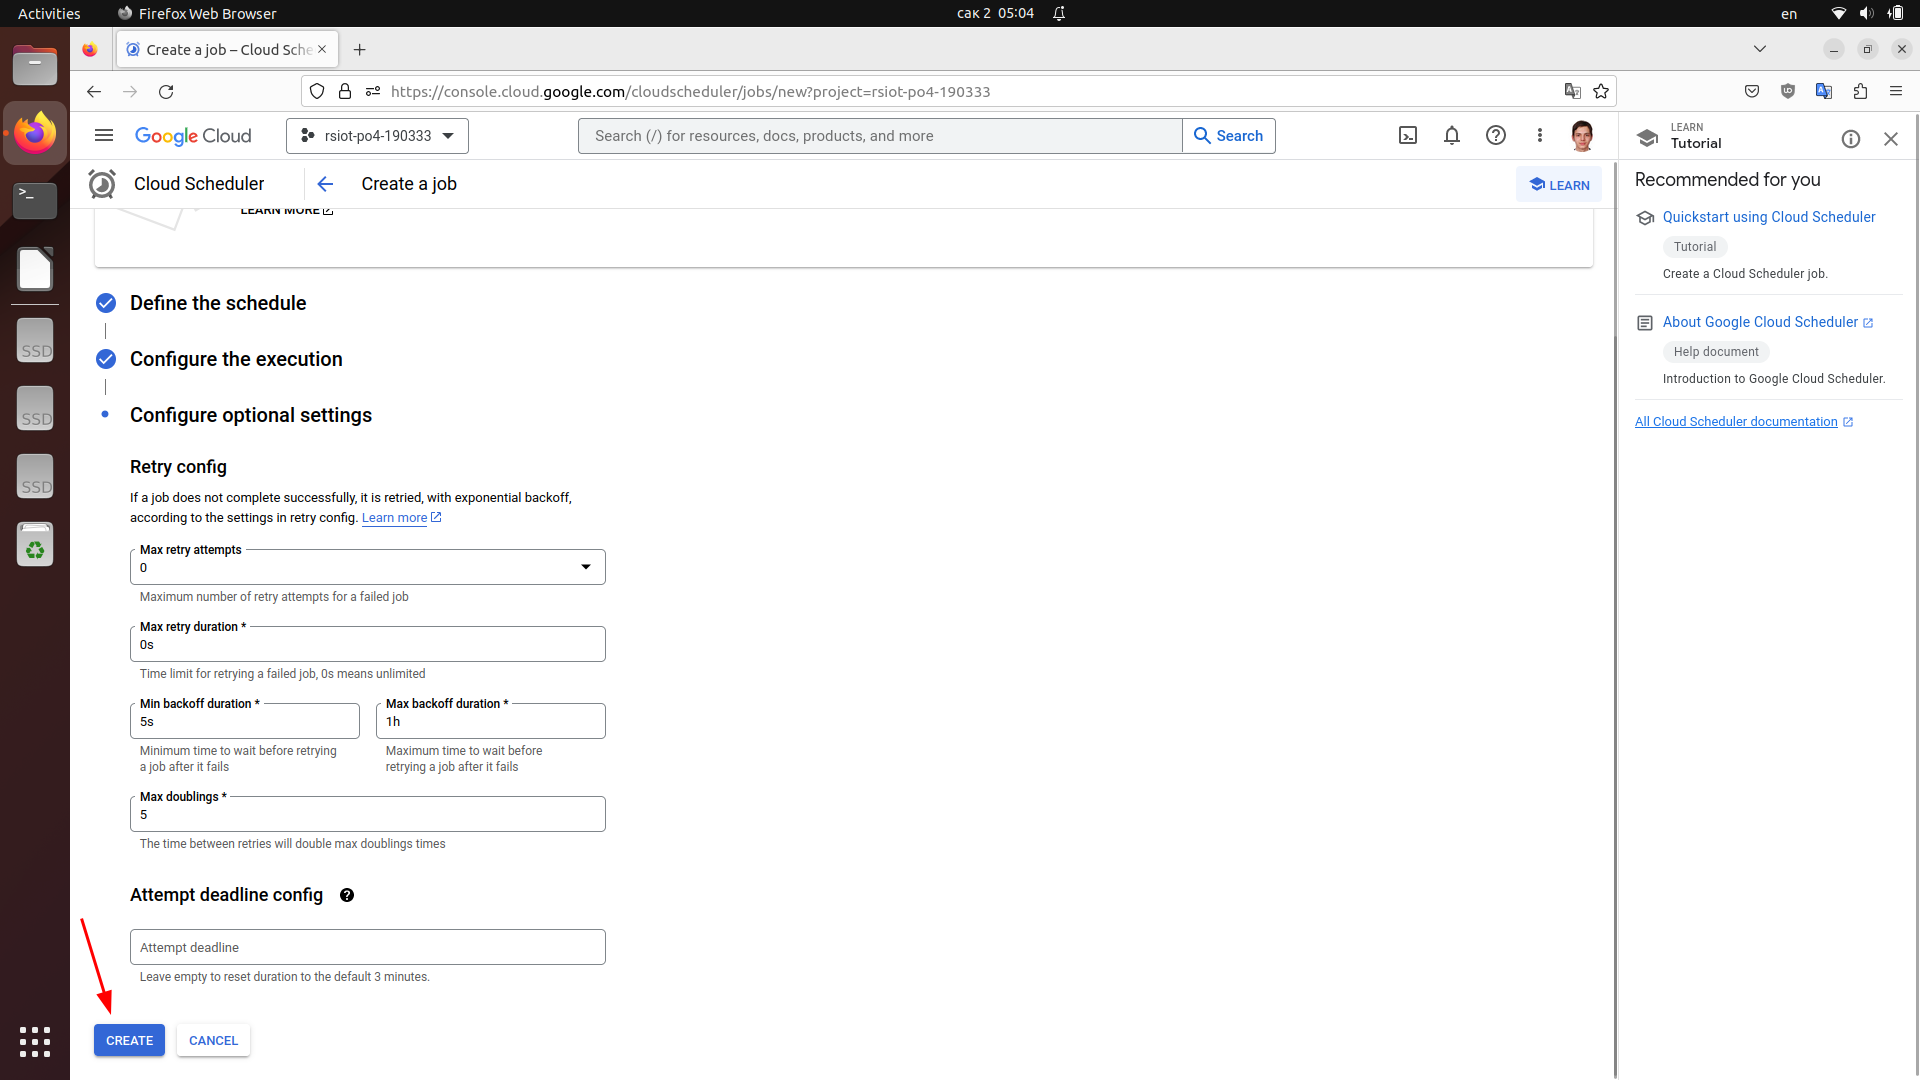 Activities
Firefox Web Browser
сак 2 05:04
en
Create a job – Cloud Sche
https://console.cloud.google.com/cloudscheduler/jobs/new?project=rsiot-po4-190333
Google Cloud
rsiot-po4-190333
Search (/) for resources, docs, products, and more
Search
Cloud Scheduler
Create a job
LEARN
LEARN MORE
Define the schedule
Configure the execution
Configure optional settings
Retry config
If a job does not complete successfully, it is retried, with exponential backoff,
according to the settings in retry config. Learn more
Max retry attempts
0
Maximum number of retry attempts for a failed job
Max retry duration *
0s
Time limit for retrying a failed job, 0s means unlimited
Min backoff duration *
5s
Minimum time to wait before retrying
a job after it fails
Max backoff duration *
1h
Maximum time to wait before
retrying a job after it fails
Max doublings *
5
The time between retries will double max doublings times
Attempt deadline config
Attempt deadline
Leave empty to reset duration to the default 3 minutes.
CREATE
CANCEL
LEARN
Tutorial
Recommended for you
Quickstart using Cloud Scheduler
Tutorial
Create a Cloud Scheduler job.
About Google Cloud Scheduler
Help document
Introduction to Google Cloud Scheduler.
All Cloud Scheduler documentation
SSD
SSD
SSD